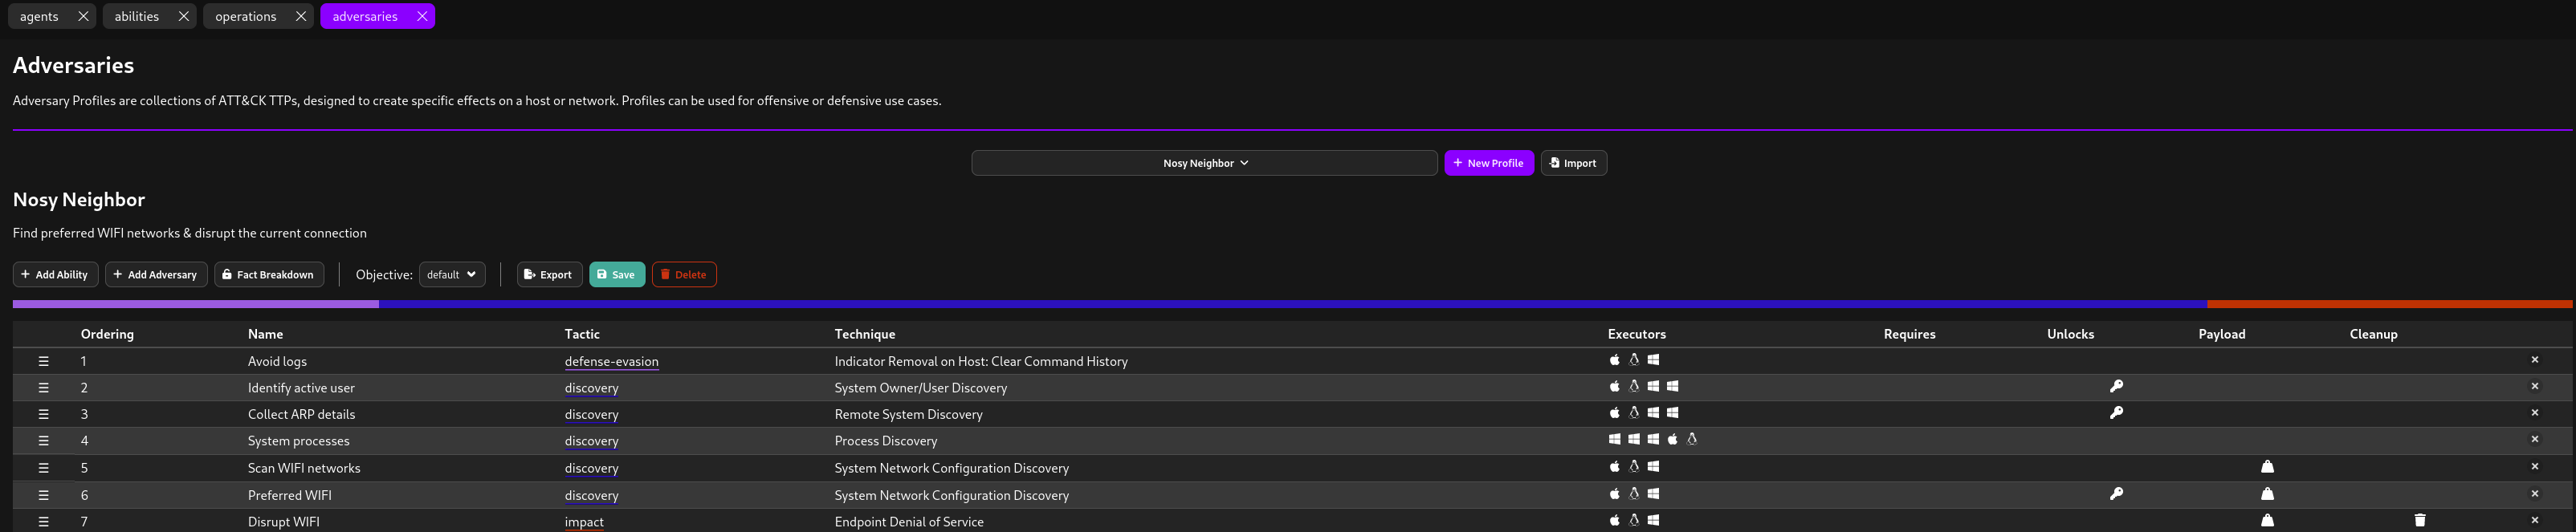 agents abilities operations adversaries
Adversaries
Adversary Profiles are collections of ATT&CK TTPs, designed to create specific effects on a host or network. Profiles can be used for offensive or defensive use cases.
Nosy Neighbor New Profile Import
Nosy Neighbor
Find preferred WIFI networks & disrupt the current connection
Add Ability Add Adversary Fact Breakdown Objective: default Export Save Delete
Ordering Name Tactic Technique Executors Requires Unlocks Payload Cleanup
1 Avoid logs defense-evasion Indicator Removal on Host: Clear Command History
2 Identify active user discovery System Owner/User Discovery
3 Collect ARP details discovery Remote System Discovery
4 System processes discovery Process Discovery
5 Scan WIFI networks discovery System Network Configuration Discovery
6 Preferred WIFI discovery System Network Configuration Discovery
7 Disrupt WIFI impact Endpoint Denial of Service